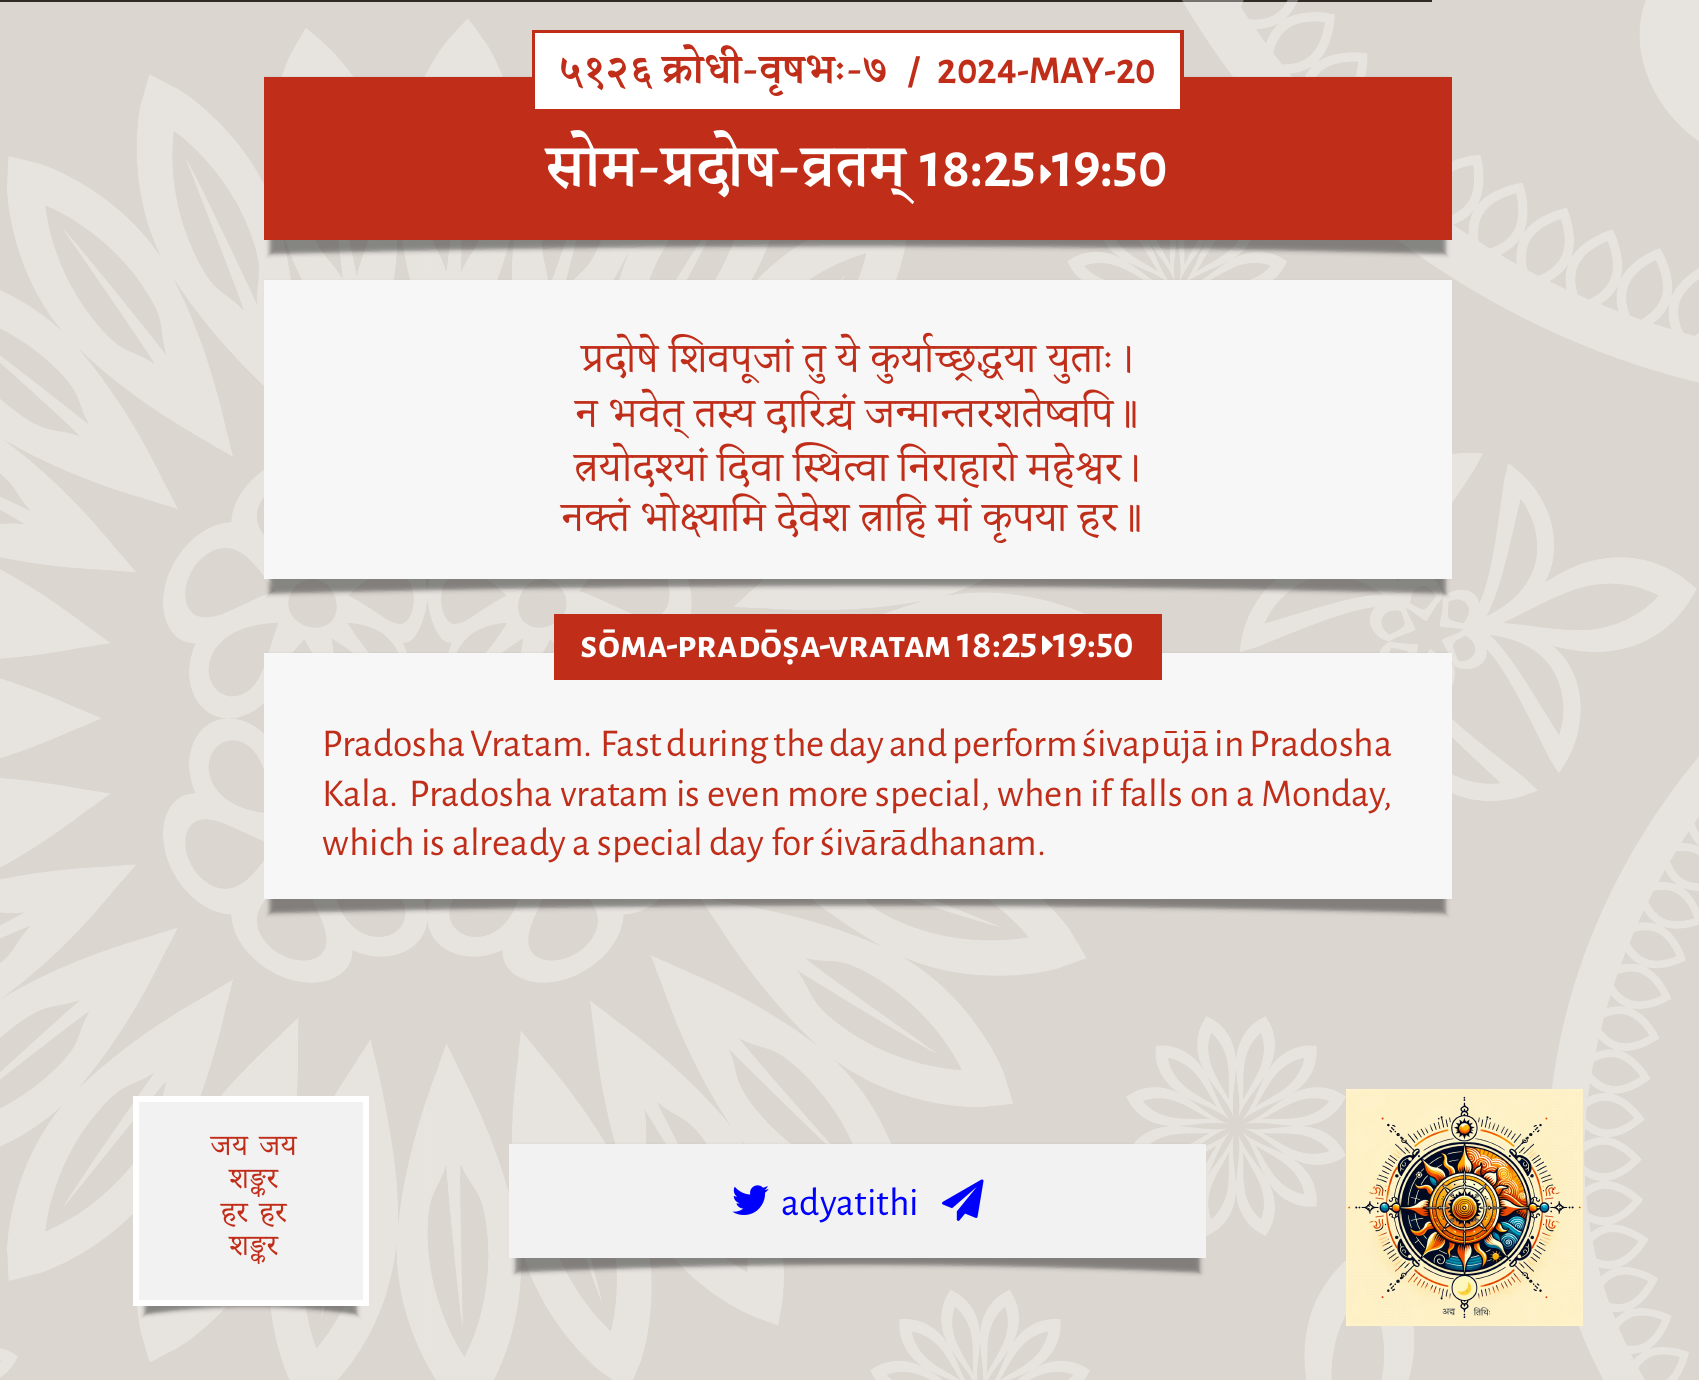 ५१२६ क्रोधी-वृषभः-७ / 2024-MAY-20
सोम-प्रदोष-व्रतम् 18:25▸19:50
प्रदोषे शिवपूजां तु ये कुर्याच्छ्रद्धया युताः।
न भवेत् तस्य दारिद्र्यं जन्मान्तरशतेष्वपि॥
त्रयोदश्यां दिवा स्थित्वा निराहारो महेश्वर।
नक्तं भोक्ष्यामि देवेश त्राहि मां कृपया हर॥
SŌMA-PRADŌṢA-VRATAM 18:25▸19:50
Pradosha Vratam. Fast during the day and perform śivapūjā in Pradosha
Kala. Pradosha vratam is even more special, when if falls on a Monday,
which is already a special day for śivārādhanam.
जय जय
शङ्कर
हर हर
शङ्कर
adyatithi
अद्य तिथिः